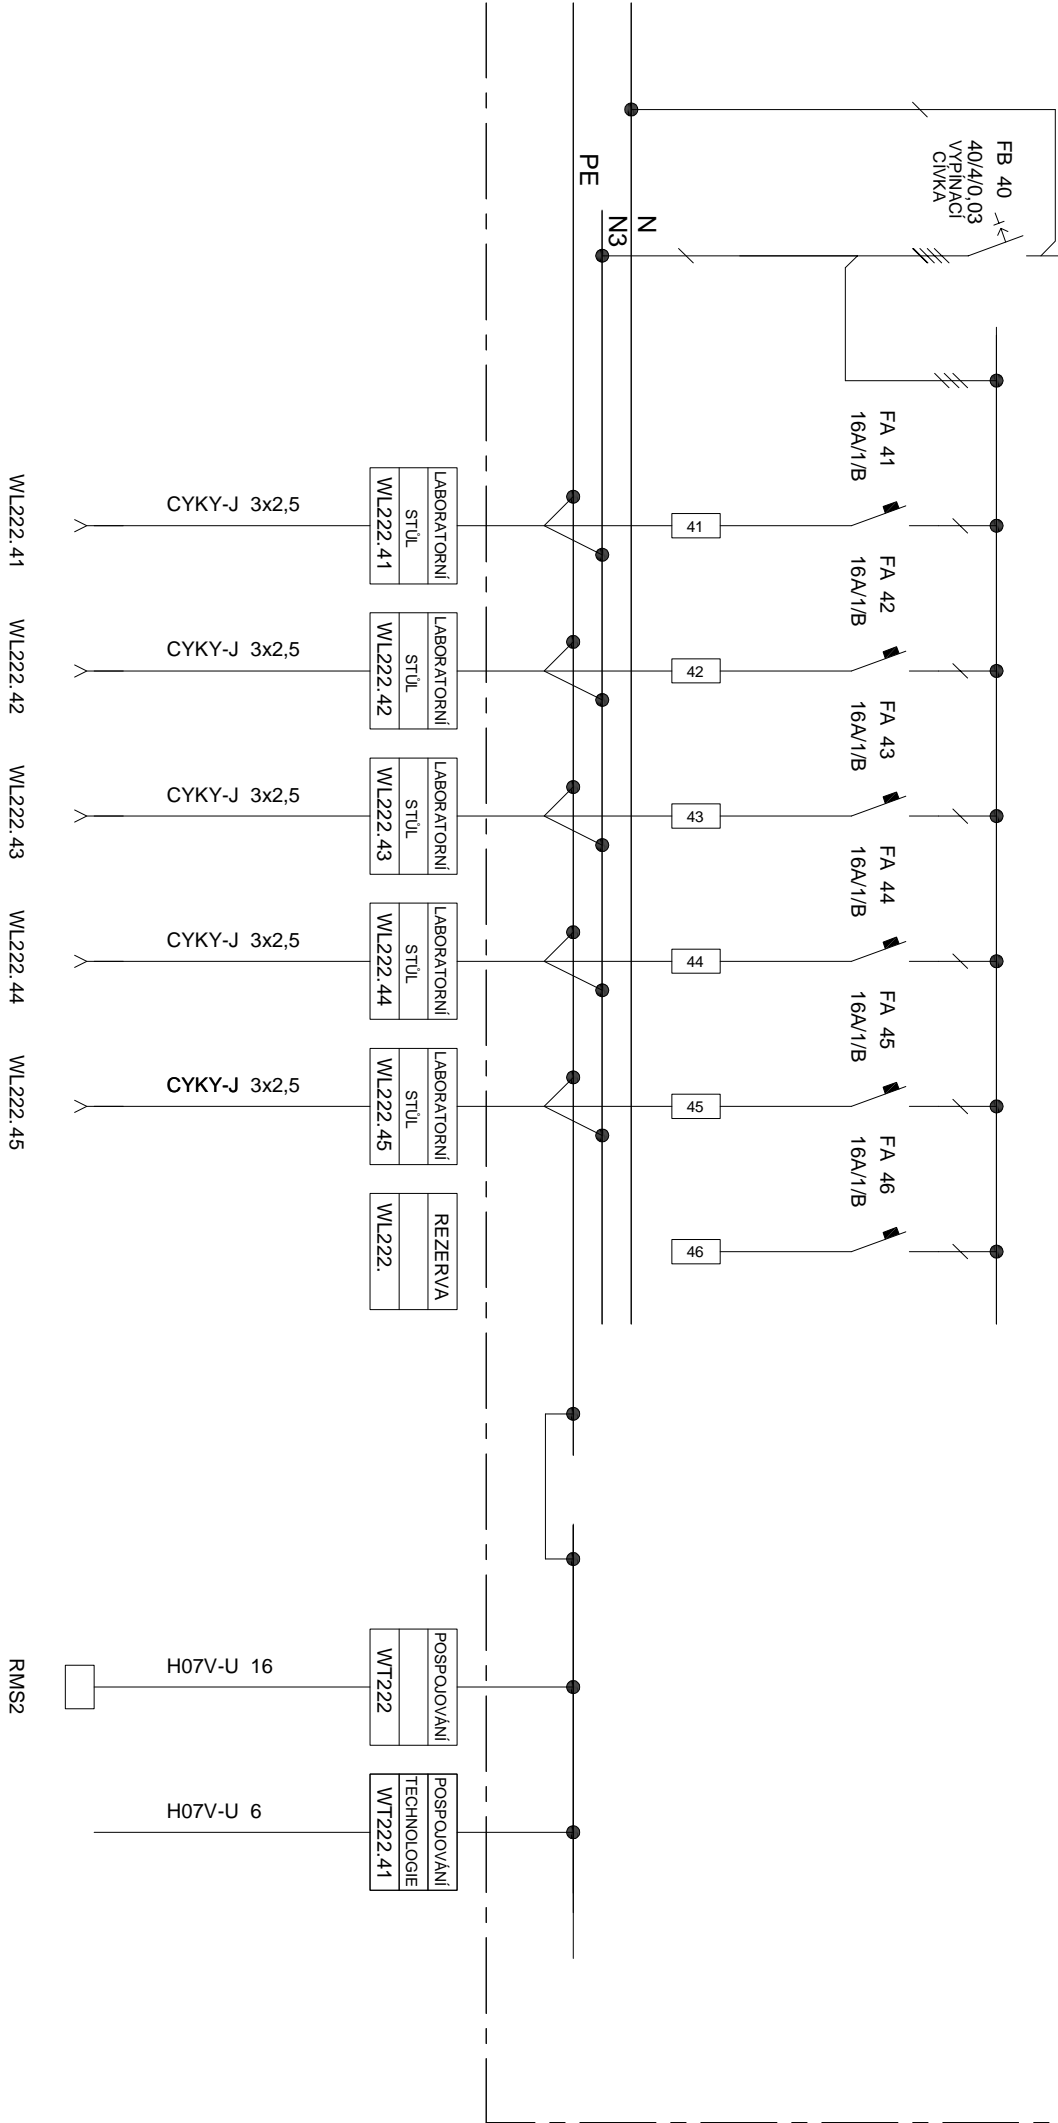 FB 40
40/4/0,03
VYPÍNACÍ
CÍVKA
FA 41
16A/1/B
FA 42
16A/1/B
FA 43
16A/1/B
FA 44
16A/1/B
FA 45
16A/1/B
FA 46
16A/1/B
N
N3
PE
41
42
43
44
45
46
LABORATORNÍ
STŮL
WL222.41
LABORATORNÍ
STŮL
WL222.42
LABORATORNÍ
STŮL
WL222.43
LABORATORNÍ
STŮL
WL222.44
LABORATORNÍ
STŮL
WL222.45
REZERVA
WL222.
POSPOJOVÁNÍ
WT222
POSPOJOVÁNÍ
TECHNOLOGIE
WT222.41
CYKY-J 3x2,5
CYKY-J 3x2,5
CYKY-J 3x2,5
CYKY-J 3x2,5
CYKY-J 3x2,5
H07V-U 16
H07V-U 6
WL222.41
WL222.42
WL222.43
WL222.44
WL222.45
RMS2